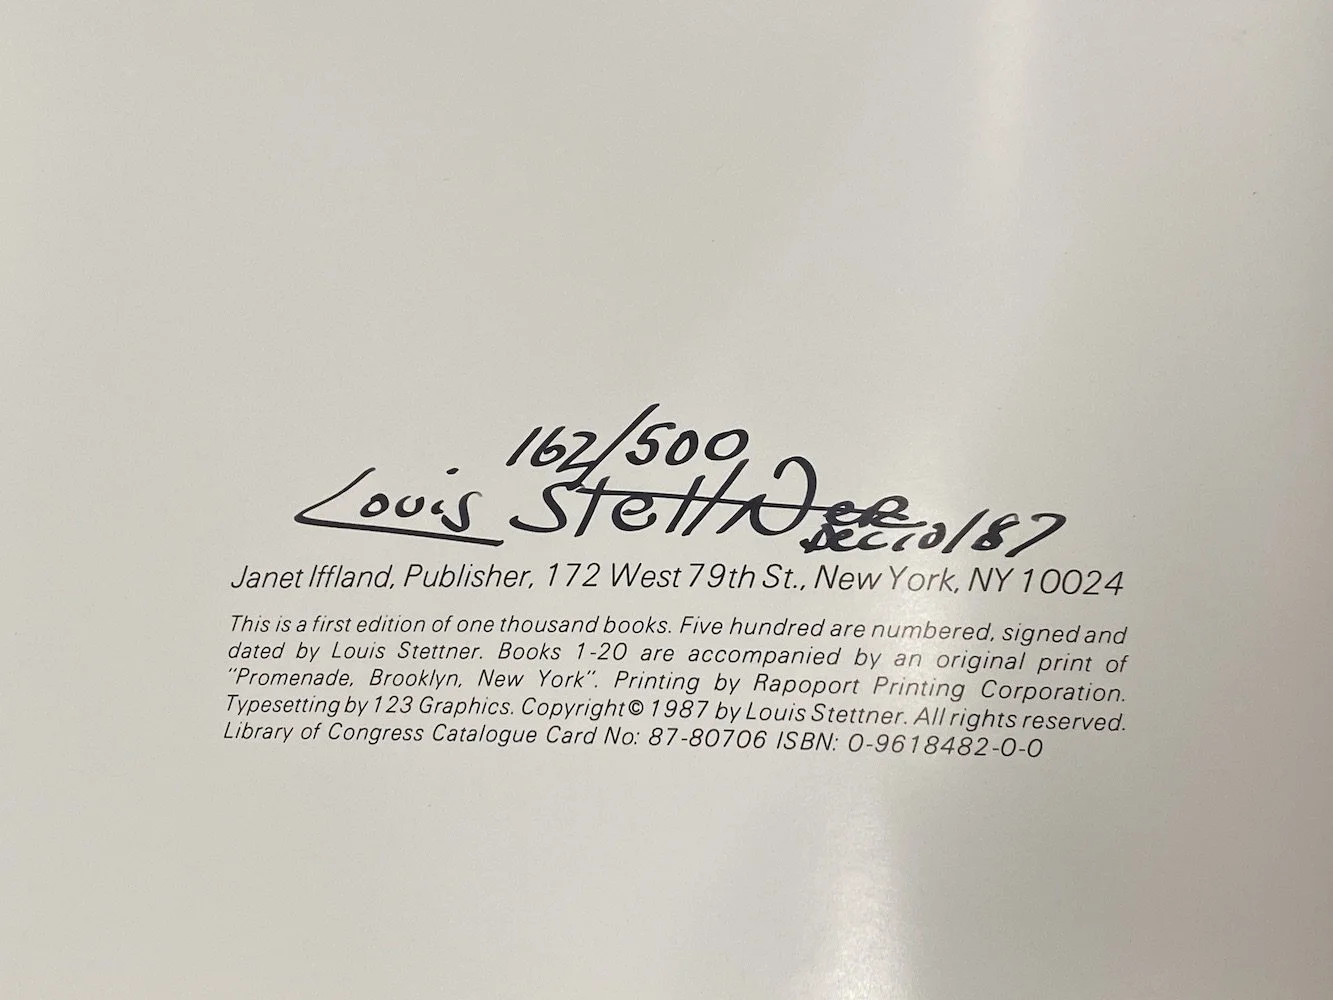 162/500
Louis Stettner
Dec 10/87
Janet Iffland, Publisher, 172 West 79th St., New York, NY 10024
This is a first edition of one thousand books. Five hundred are numbered, signed and
dated by Louis Stettner. Books 1-20 are accompanied by an original print of
"Promenade, Brooklyn, New York". Printing by Rapoport Printing Corporation.
Typesetting by 123 Graphics. Copyright © 1987 by Louis Stettner. All rights reserved.
Library of Congress Catalogue Card No: 87-80706 ISBN: 0-9618482-0-0